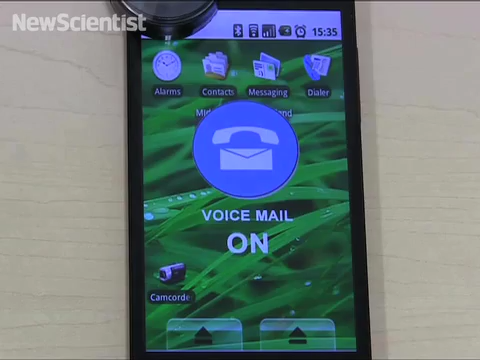 NewScientist
15:35
Alarms Contacts Messaging Dialer
VOICE MAIL
ON
Camcorde